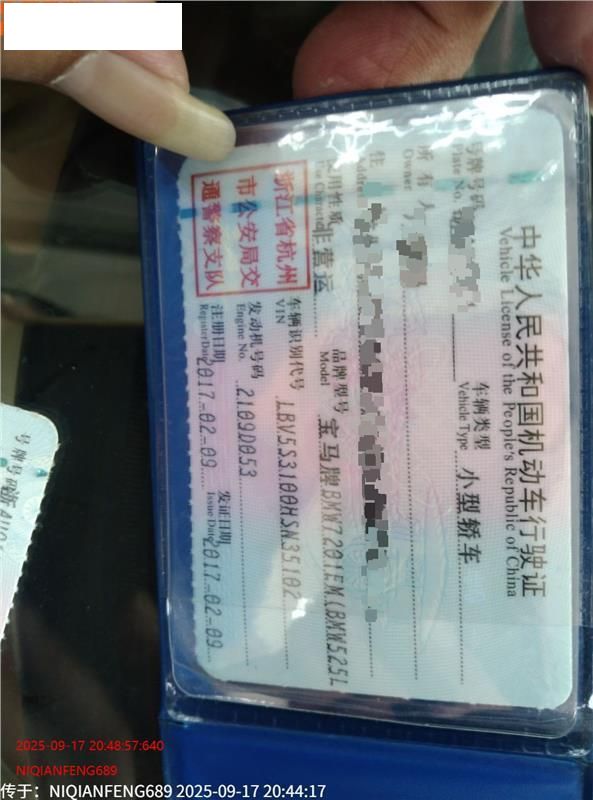 中华人民共和国机动车行驶证
Vehicle License of the People's Republic of China
号牌号码
Plate No.
车辆类型 小型轿车
Vehicle Type
所有人
Owner
住
Address
使用性质 非营运
Use Character
品牌型号 宝马牌BMW7201EM(BMW525L
Model
浙江省杭州
市公安局交
通警察支队
车辆识别代号 LBV5S3100HSN35102
VIN
发动机号码 2109D053
Engine No.
注册日期 2017-02-09
Register Date
发证日期 2017-02-09
Issue Date
号牌号码
2025-09-17 20:48:57:640
NIQIANFENG689
传于：NIQIANFENG689 2025-09-17 20:44:17